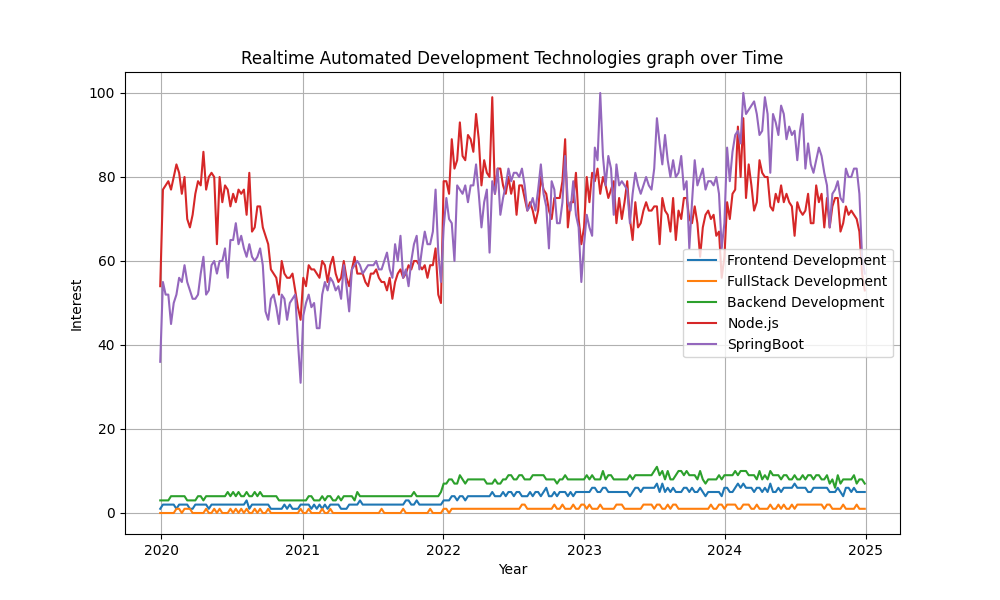 Realtime Automated Development Technologies graph over Time
Interest
100
80
60
40
20
0
Frontend Development
FullStack Development
Backend Development
Node.js
SpringBoot
2020 2021 2022 2023 2024 2025
Year